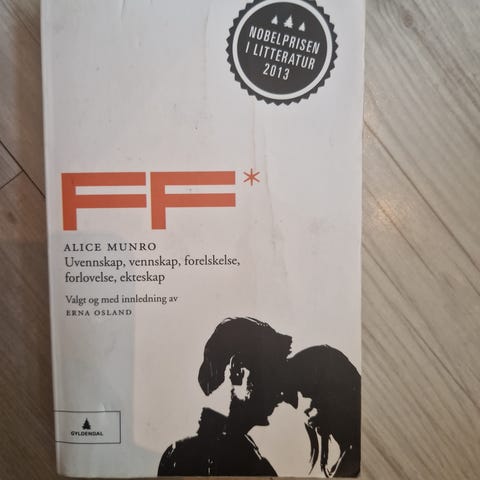 NOBELPRISEN
I LITTERATUR
2013
FF*
ALICE MUNRO
Uvennskap, vennskap, forelskelse,
forlovelse, ekteskap
Valgt og med innledning av
ERNA OSLAND
GYLDENDAL